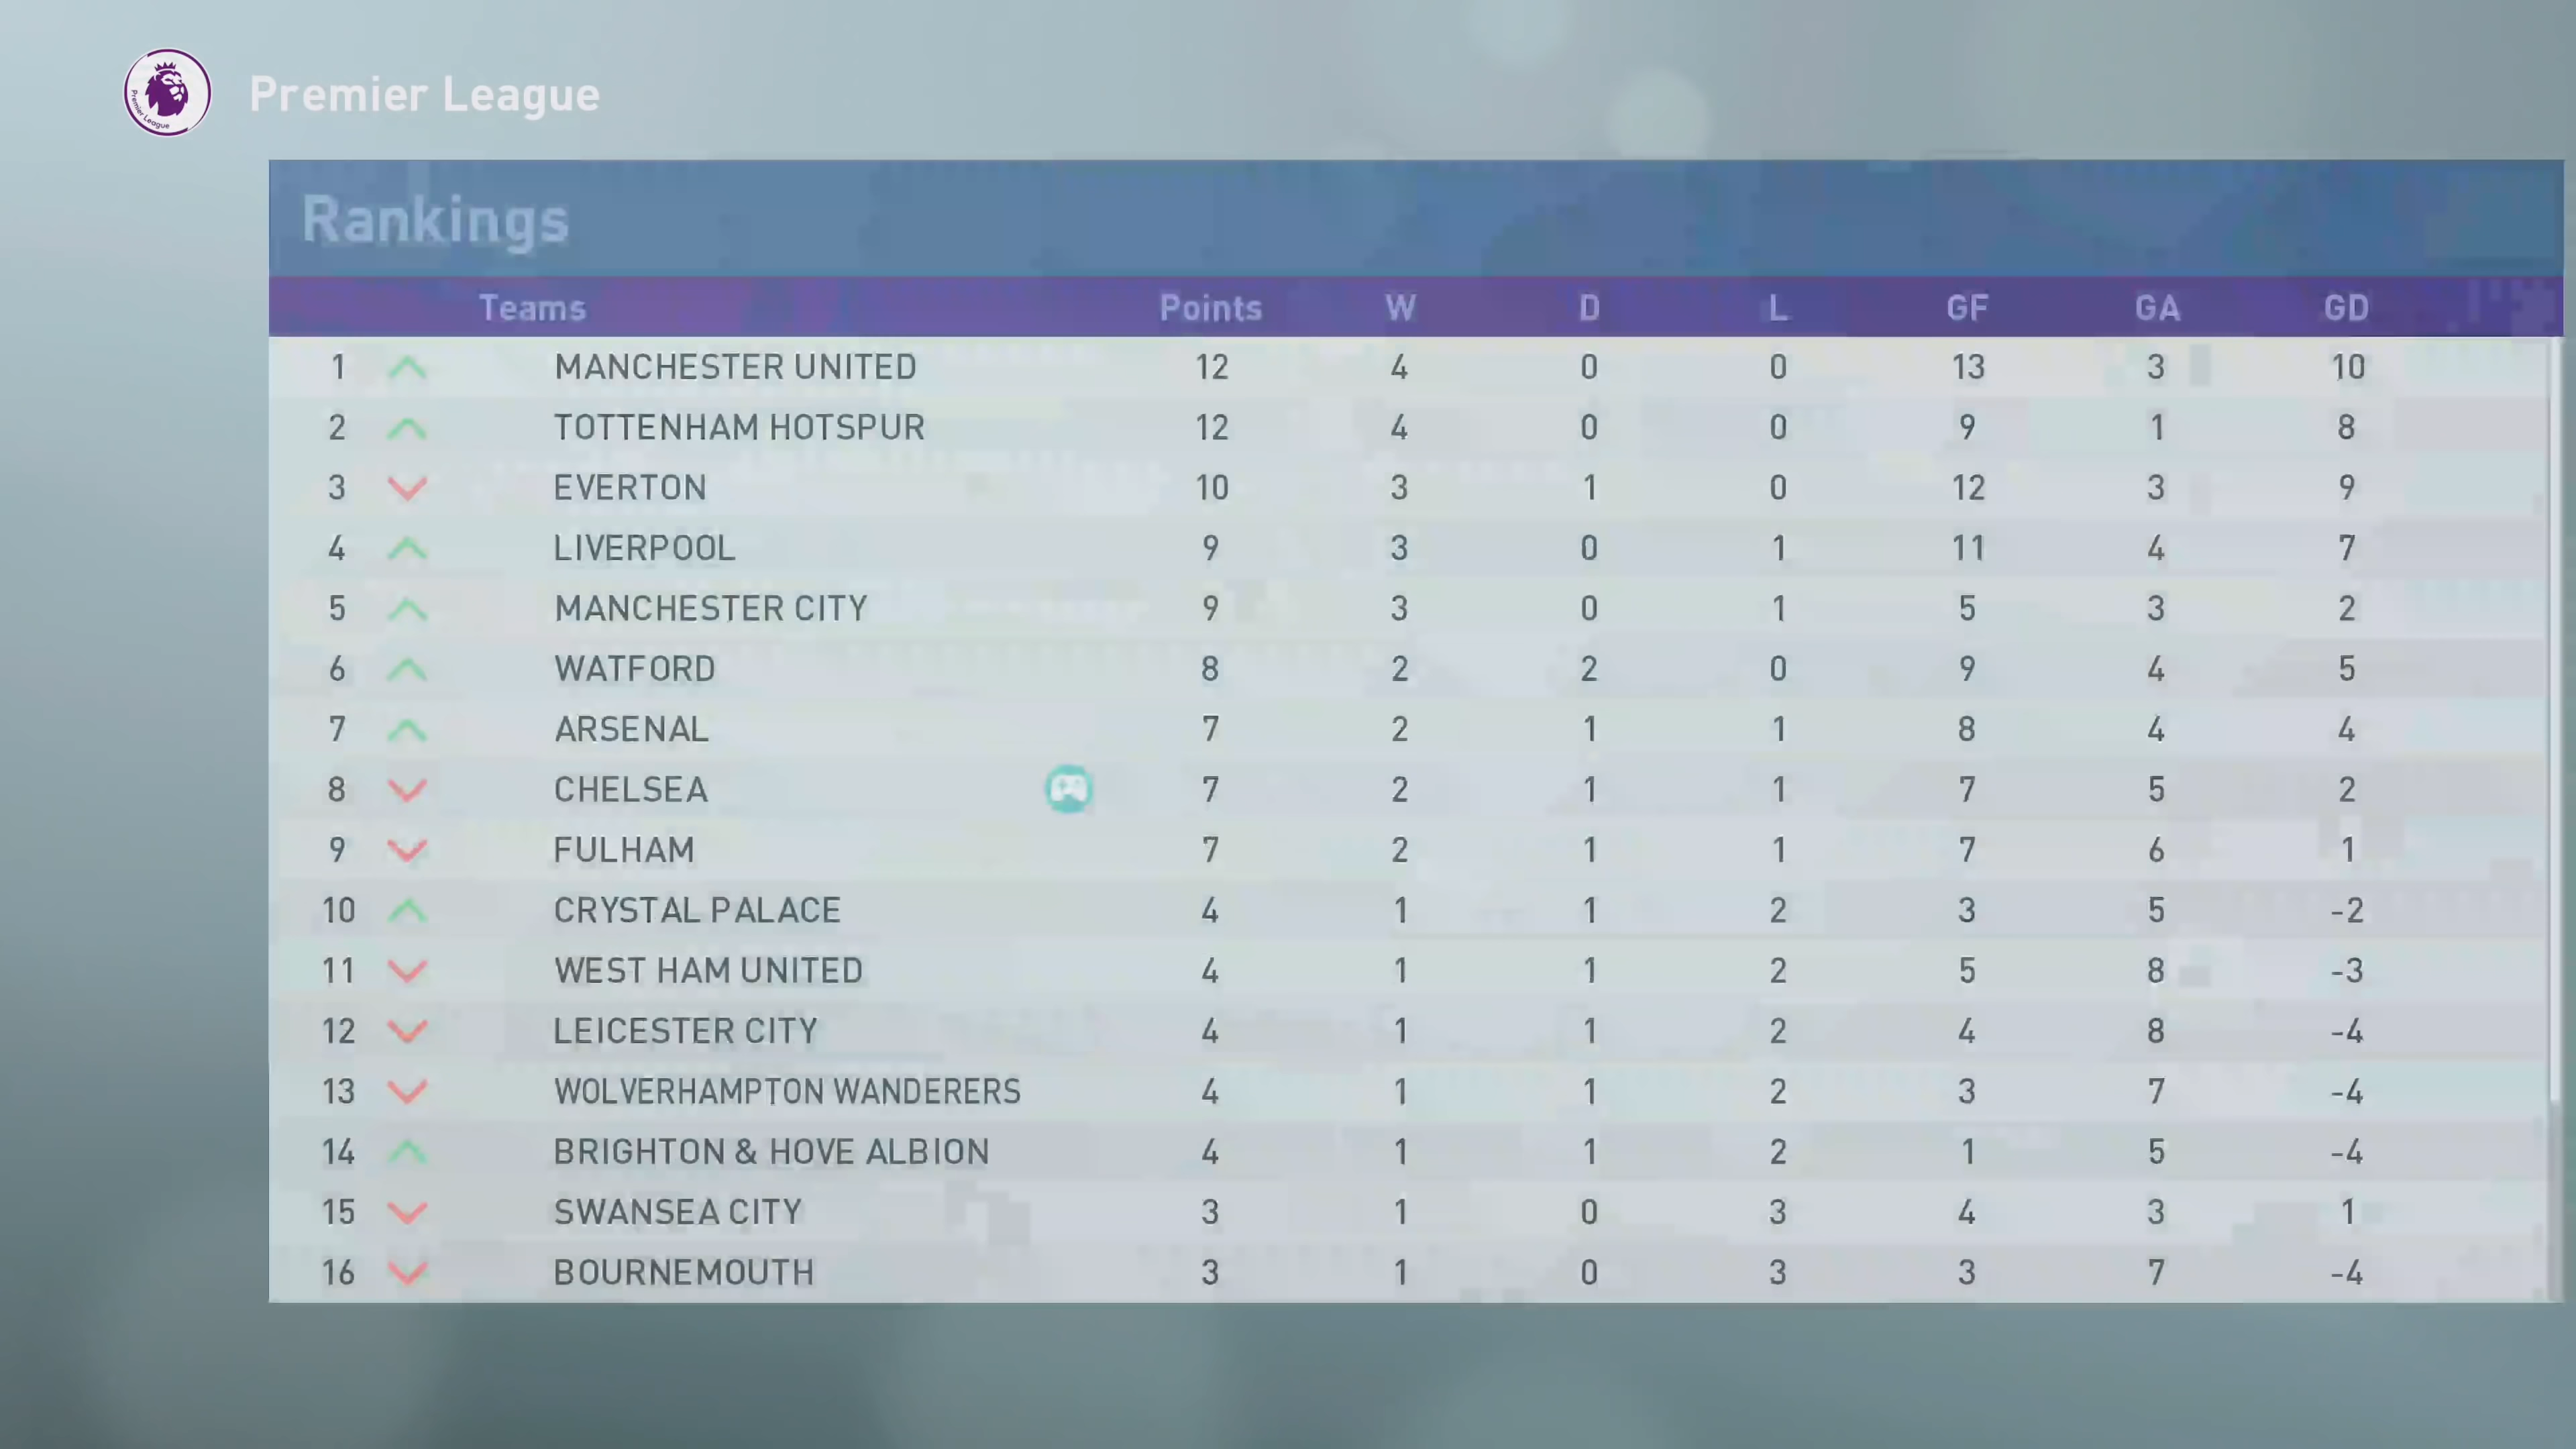 Premier League
Premier League
Rankings
Teams Points W D L GF GA GD
1 MANCHESTER UNITED 12 4 0 0 13 3 10
2 TOTTENHAM HOTSPUR 12 4 0 0 9 1 8
3 EVERTON 10 3 1 0 12 3 9
4 LIVERPOOL 9 3 0 1 11 4 7
5 MANCHESTER CITY 9 3 0 1 5 3 2
6 WATFORD 8 2 2 0 9 4 5
7 ARSENAL 7 2 1 1 8 4 4
8 CHELSEA 7 2 1 1 7 5 2
9 FULHAM 7 2 1 1 7 6 1
10 CRYSTAL PALACE 4 1 1 2 3 5 -2
11 WEST HAM UNITED 4 1 1 2 5 8 -3
12 LEICESTER CITY 4 1 1 2 4 8 -4
13 WOLVERHAMPTON WANDERERS 4 1 1 2 3 7 -4
14 BRIGHTON & HOVE ALBION 4 1 1 2 1 5 -4
15 SWANSEA CITY 3 1 0 3 4 3 1
16 BOURNEMOUTH 3 1 0 3 3 7 -4